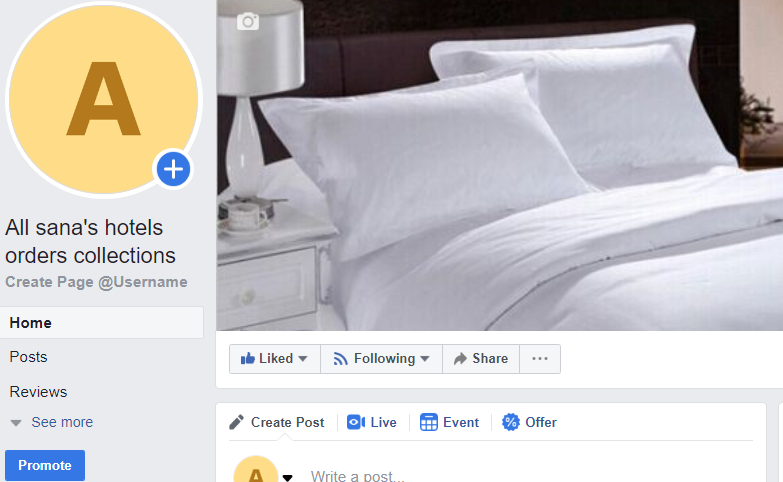 A
All sana's hotels
orders collections
Create Page @Username
Home
Posts
Reviews
See more
Promote
Liked Following Share
Create Post Live Event Offer
A Write a post...